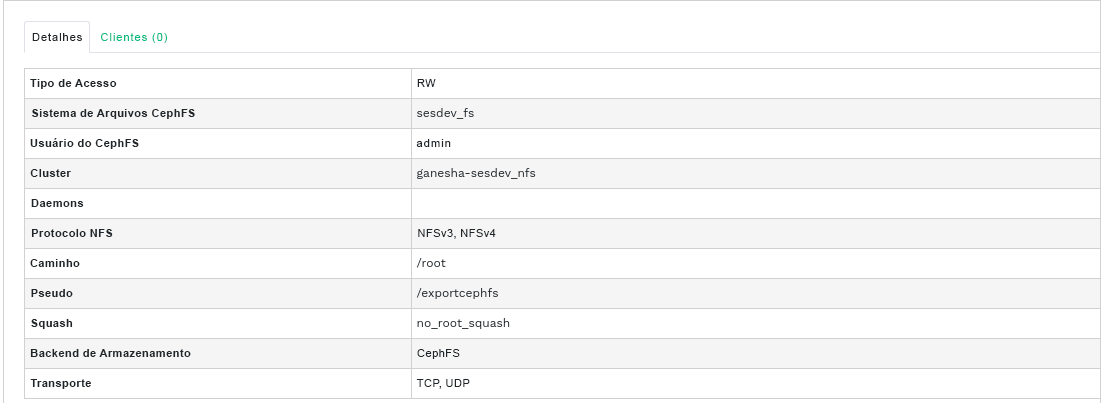 Detalhes Clientes (0)
Tipo de Acesso RW
Sistema de Arquivos CephFS sesdev_fs
Usuário do CephFS admin
Cluster ganesha-sesdev_nfs
Daemons
Protocolo NFS NFSv3, NFSv4
Caminho /root
Pseudo /exportcephfs
Squash no_root_squash
Backend de Armazenamento CephFS
Transporte TCP, UDP